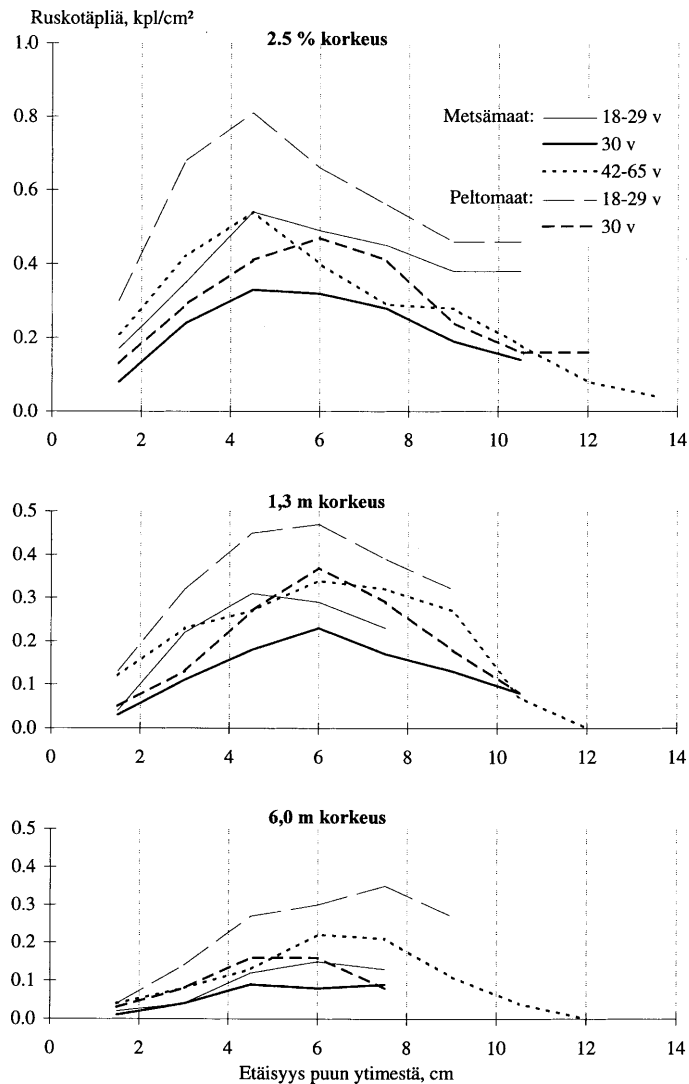 Ruskotäpliä, kpl/cm²
2.5 % korkeus
1.0
0.8
0.6
0.4
0.2
0.0
0 2 4 6 8 10 12 14
Metsämaat: 18-29 v
30 v
42-65 v
Peltomaat: 18-29 v
30 v
1,3 m korkeus
0.5
0.4
0.3
0.2
0.1
0.0
0 2 4 6 8 10 12 14
6,0 m korkeus
0.5
0.4
0.3
0.2
0.1
0.0
0 2 4 6 8 10 12 14
Etäisyys puun ytimestä, cm